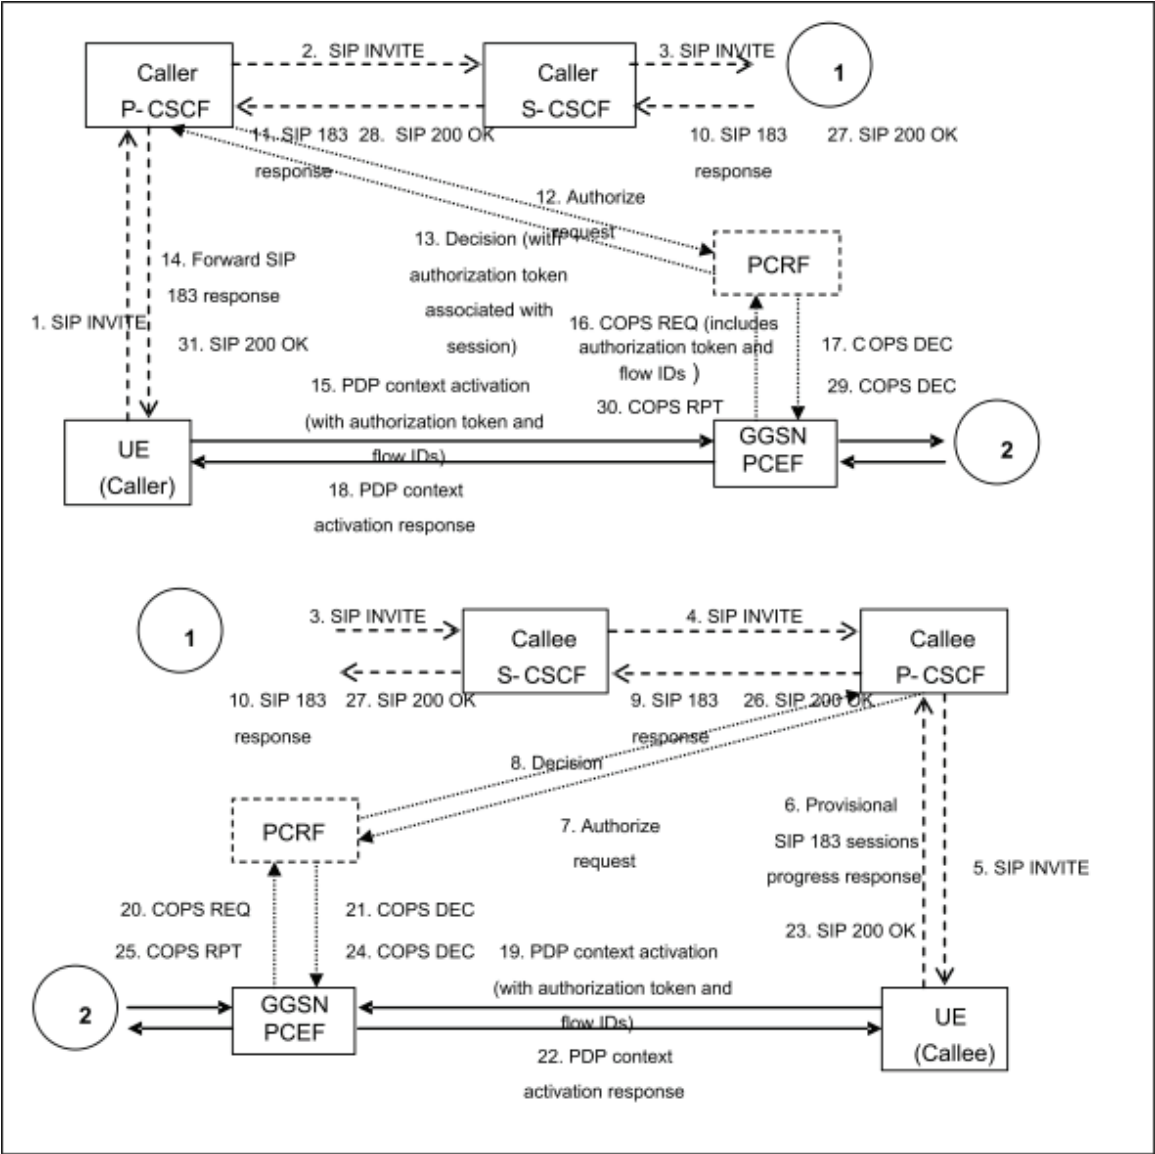 2. SIP INVITE
3. SIP INVITE
Caller
P- CSCF
Caller
S- CSCF
1
11. SIP 183
response
28. SIP 200 OK
10. SIP 183
response
27. SIP 200 OK
12. Authorize
request
13. Decision (with
authorization token
associated with
session)
PCRF
14. Forward SIP
183 response
1. SIP INVITE
31. SIP 200 OK
16. COPS REQ (includes
authorization token and
flow IDs )
17. C OPS DEC
29. COPS DEC
30. COPS RPT
15. PDP context activation
(with authorization token and
flow IDs)
UE
(Caller)
GGSN
PCEF
2
18. PDP context
activation response
1
3. SIP INVITE
Callee
S- CSCF
4. SIP INVITE
Callee
P- CSCF
10. SIP 183
response
27. SIP 200 OK
9. SIP 183
response
26. SIP 200 OK
8. Decision
7. Authorize
request
PCRF
6. Provisional
SIP 183 sessions
progress response
5. SIP INVITE
20. COPS REQ
21. COPS DEC
23. SIP 200 OK
25. COPS RPT
24. COPS DEC
19. PDP context activation
(with authorization token and
flow IDs)
2
GGSN
PCEF
UE
(Callee)
22. PDP context
activation response